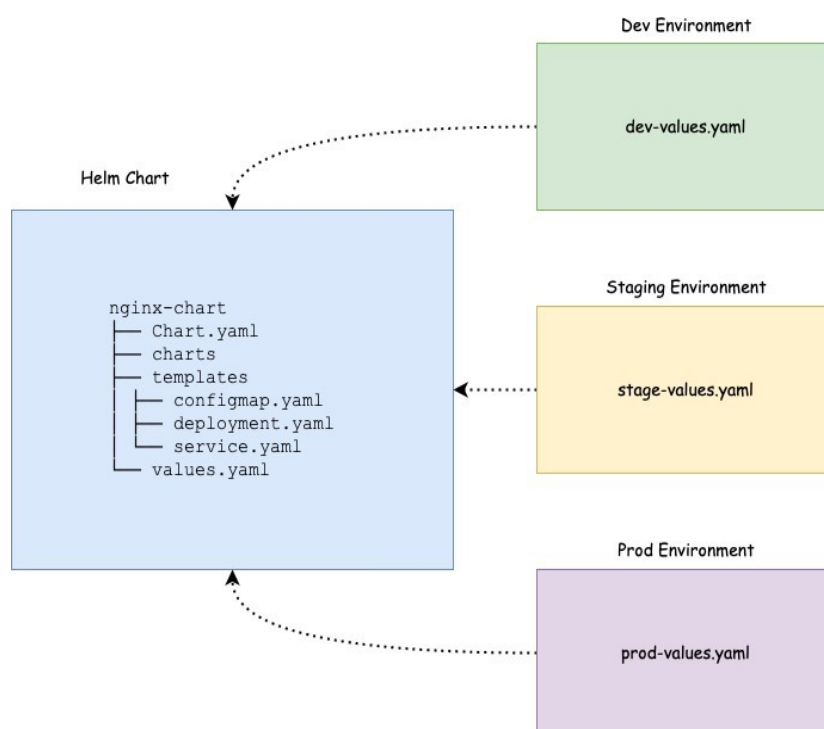 Helm Chart
nginx-chart
├── Chart.yaml
├── charts
├── templates
│   ├── configmap.yaml
│   ├── deployment.yaml
│   └── service.yaml
└── values.yaml
Dev Environment
dev-values.yaml
Staging Environment
stage-values.yaml
Prod Environment
prod-values.yaml